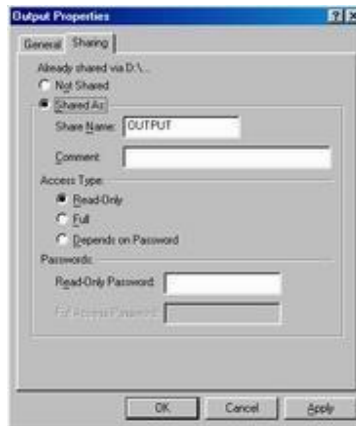 Output Properties
General Sharing
Already shared via D:\...
Not Shared
Shared As:
Share Name: OUTPUT
Comment:
Access Type:
Read-Only
Full
Depends on Password
Passwords:
Read-Only Password:
Full Access Password:
OK Cancel Apply